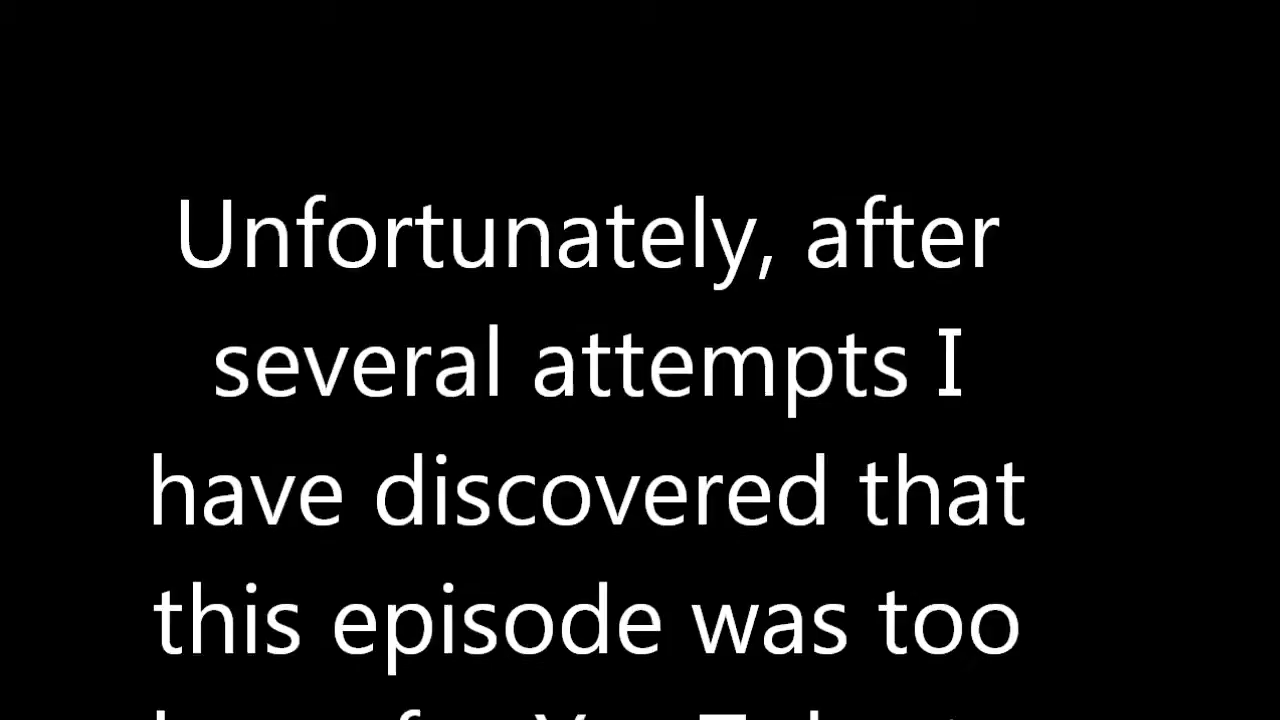 Unfortunately, after
several attempts I
have discovered that
this episode was too